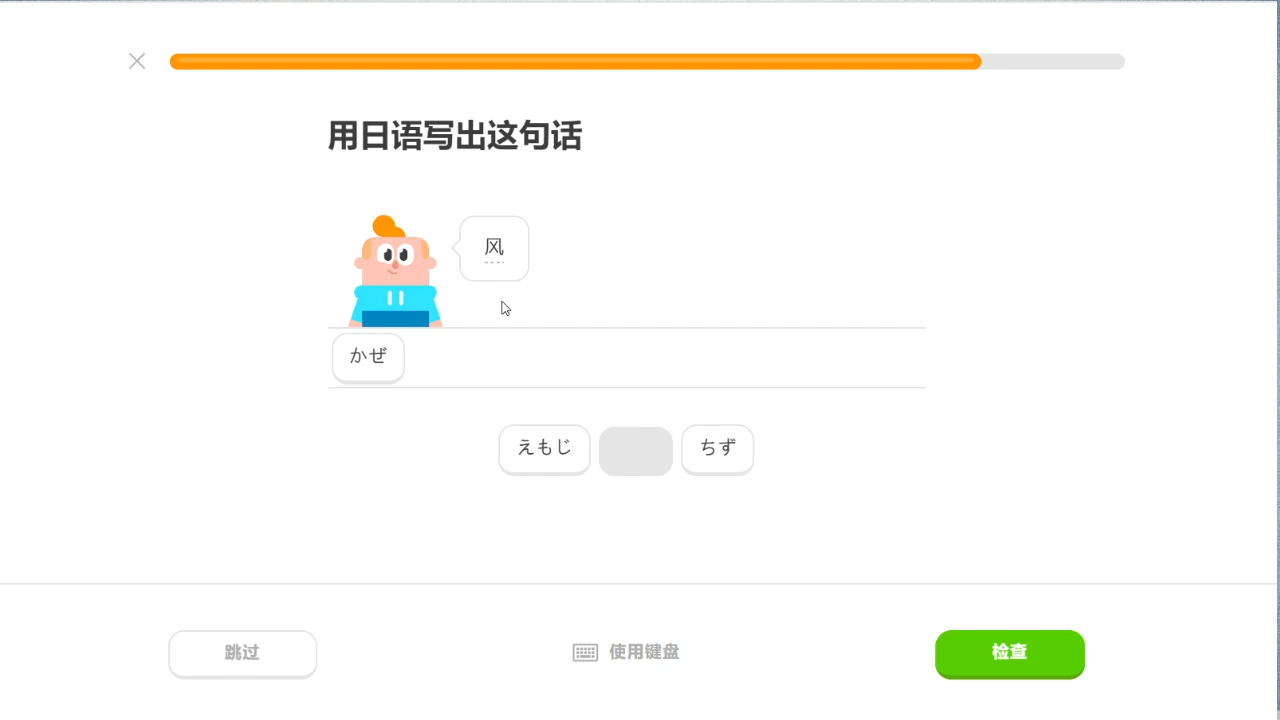 用日语写出这句话
风
かぜ
えもじ ちず
跳过 使用键盘 检查